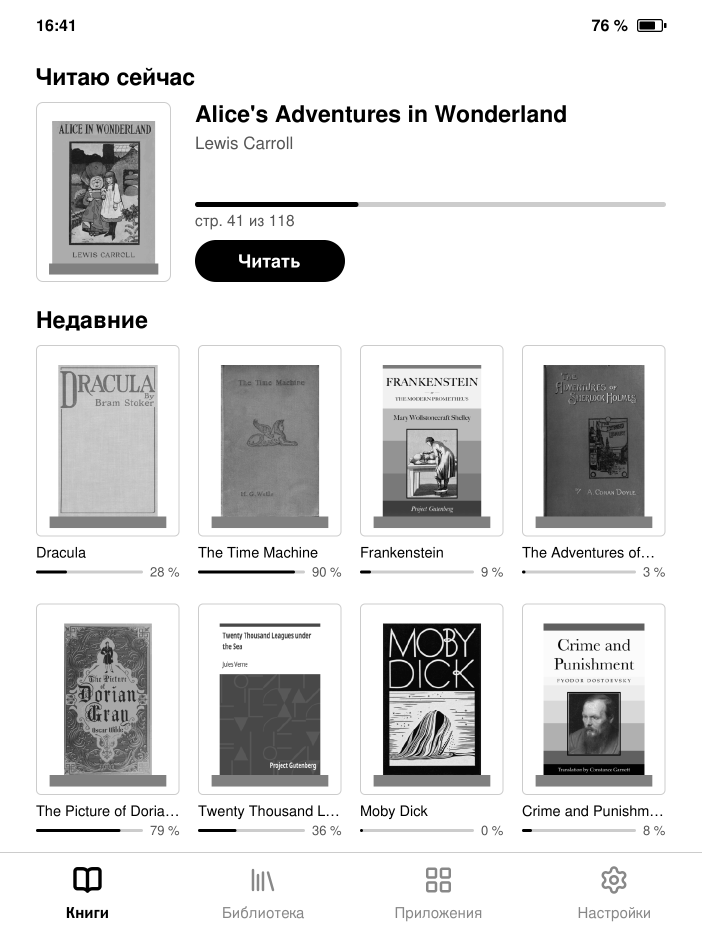 16:41
76 %
Читаю сейчас
ALICE IN WONDERLAND
LEWIS CARROLL
Alice's Adventures in Wonderland
Lewis Carroll
стр. 41 из 118
Читать
Недавние
DRACULA
By
Bram Stoker
The Time Machine
H. G. Wells
FRANKENSTEIN
or
THE MODERN PROMETHEUS
Mary Wollstonecraft Shelley
Project Gutenberg
THE
ADVENTURES OF
SHERLOCK HOLMES
A CONAN DOYLE
Dracula
28 %
The Time Machine
90 %
Frankenstein
9 %
The Adventures of…
3 %
The Picture
of
Dorian
Gray
Oscar Wilde
Twenty Thousand Leagues under
the Sea
Jules Verne
Project Gutenberg
MOBY
DICK
Crime and
Punishment
FYODOR DOSTOEVSKY
Translation by Constance Garnett
The Picture of Doria…
79 %
Twenty Thousand L…
36 %
Moby Dick
0 %
Crime and Punishm…
8 %
Книги
Библиотека
Приложения
Настройки